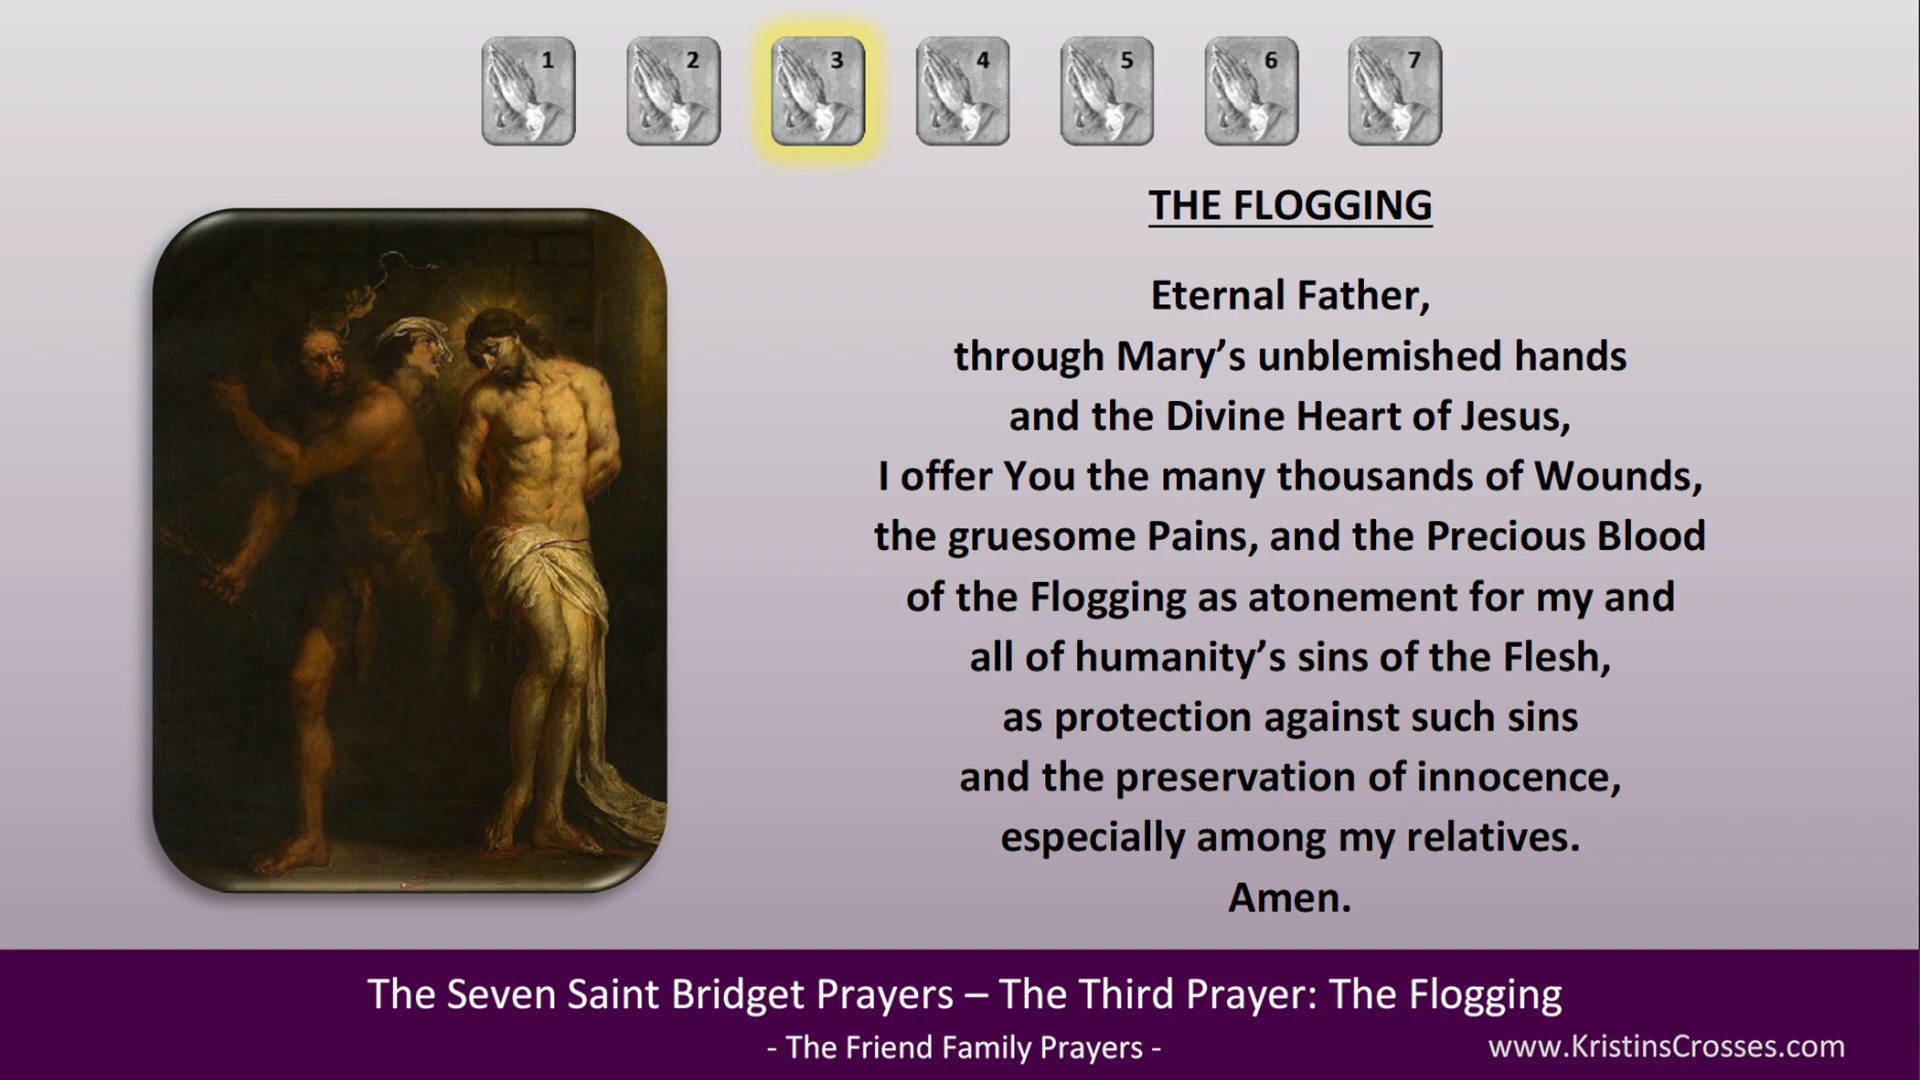 1 2 3 4 5 6 7
THE FLOGGING
Eternal Father,
through Mary’s unblemished hands
and the Divine Heart of Jesus,
I offer You the many thousands of Wounds,
the gruesome Pains, and the Precious Blood
of the Flogging as atonement for my and
all of humanity’s sins of the Flesh,
as protection against such sins
and the preservation of innocence,
especially among my relatives.
Amen.
The Seven Saint Bridget Prayers – The Third Prayer: The Flogging
- The Friend Family Prayers -
www.KristinsCrosses.com